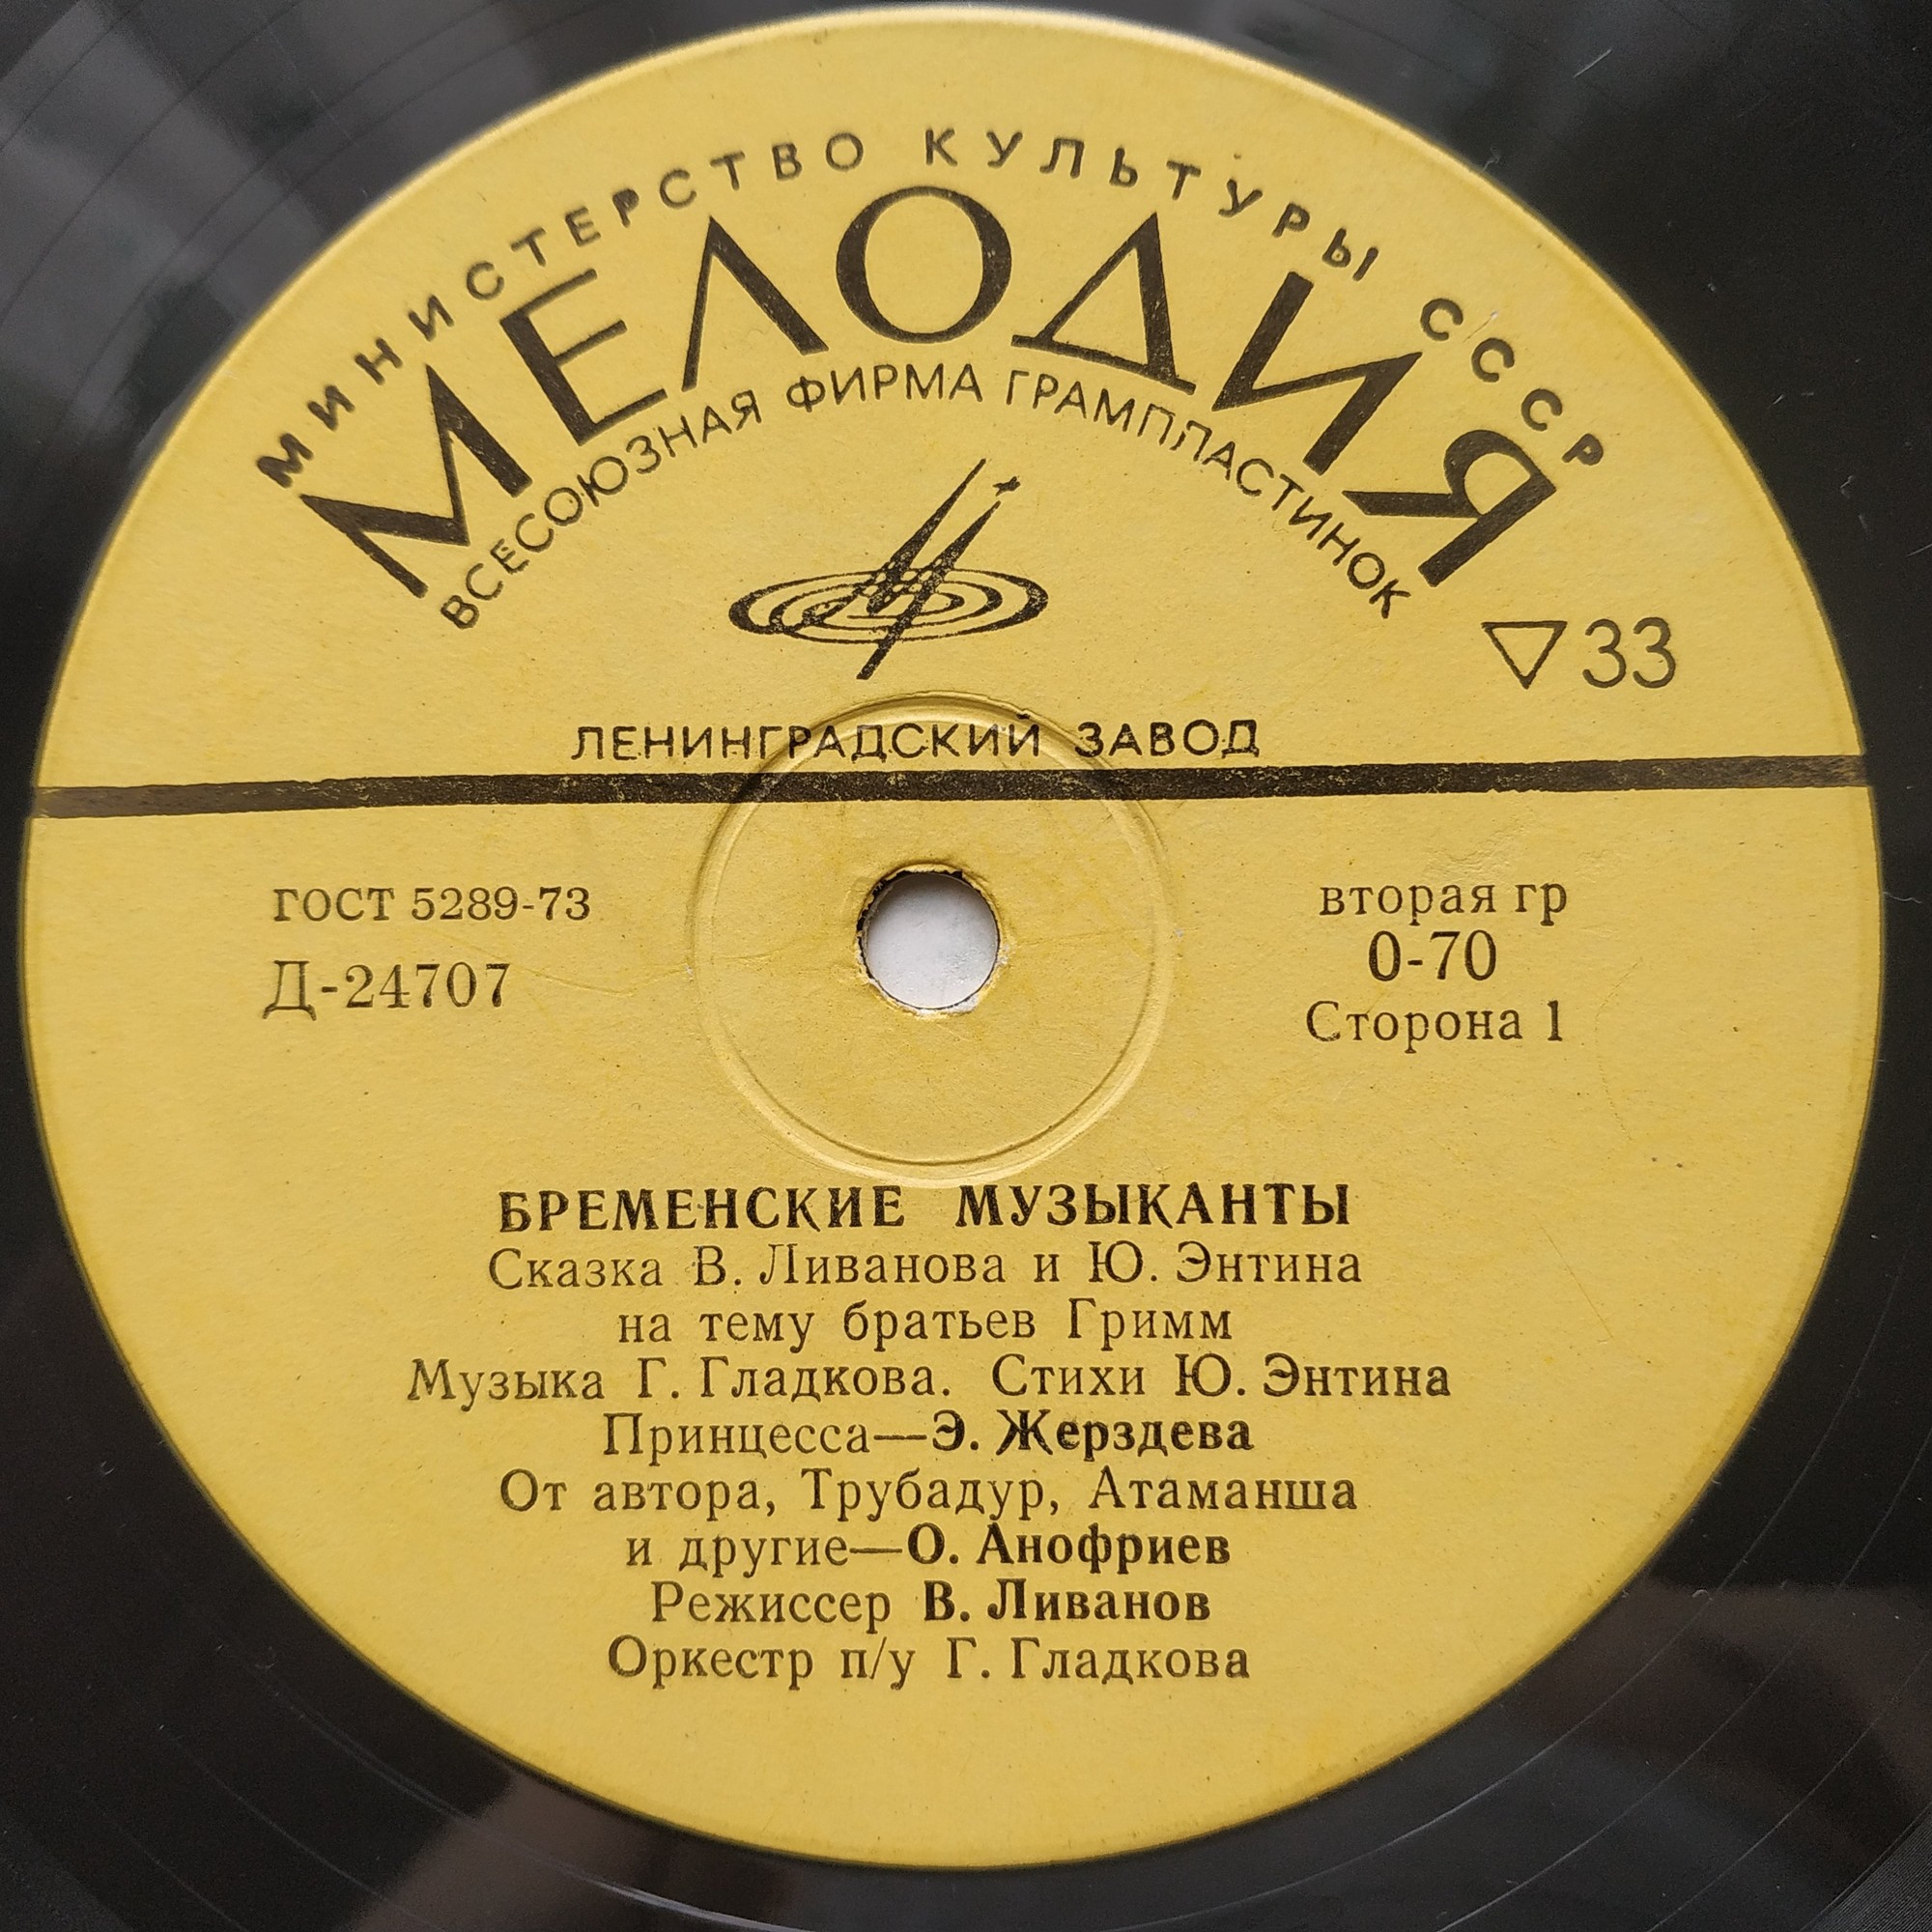 МИНИСТЕРСТВО КУЛЬТУРЫ СССР
МЕЛОДИЯ
ВСЕСОЮЗНАЯ ФИРМА ГРАМПЛАСТИНОК
▽33
ЛЕНИНГРАДСКИЙ ЗАВОД
ГОСТ 5289-73
Д-24707
вторая гр
0-70
Сторона 1
БРЕМЕНСКИЕ МУЗЫКАНТЫ
Сказка В. Ливанова и Ю. Энтина
на тему братьев Гримм
Музыка Г. Гладкова. Стихи Ю. Энтина
Принцесса—Э. Жерздева
От автора, Трубадур, Атаманша
и другие—О. Анофриев
Режиссер В. Ливанов
Оркестр п/у Г. Гладкова